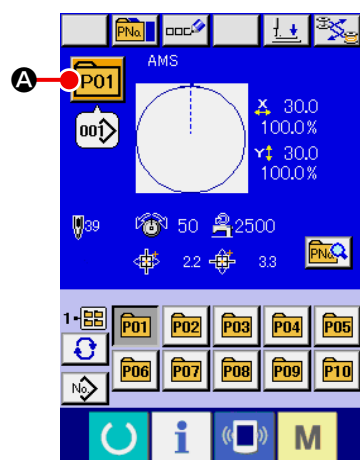 PNo.
AMS
A P01
X 30.0
100.0%
001
Y 30.0
100.0%
39 50 2500
PNo.
2.2 3.3
1-
P01 P02 P03 P04 P05
P06 P07 P08 P09 P10
No.
i M